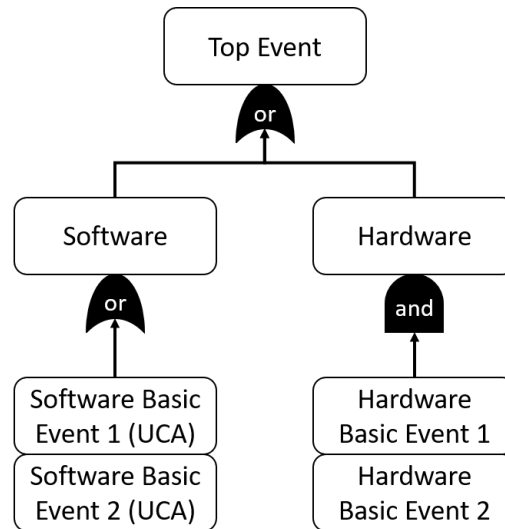 Top Event
or
Software
Hardware
or
and
Software Basic
Event 1 (UCA)
Software Basic
Event 2 (UCA)
Hardware
Basic Event 1
Hardware
Basic Event 2